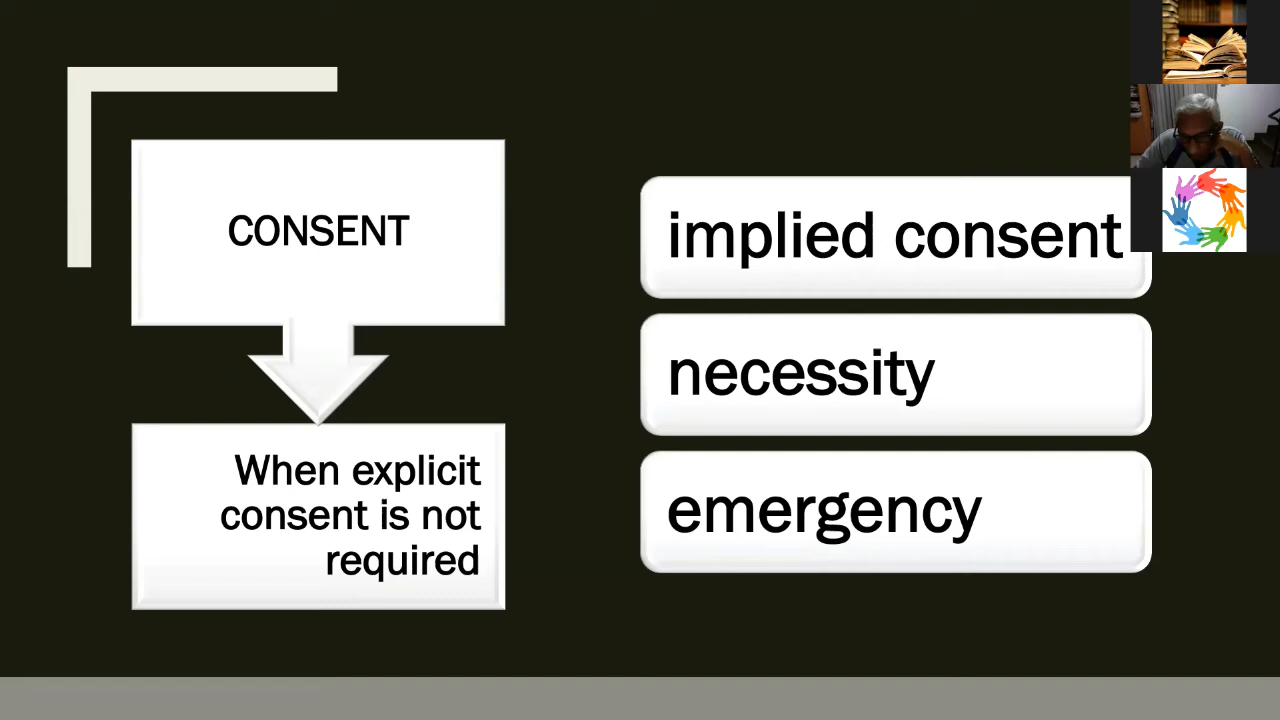 CONSENT
When explicit
consent is not
required
implied consent
necessity
emergency